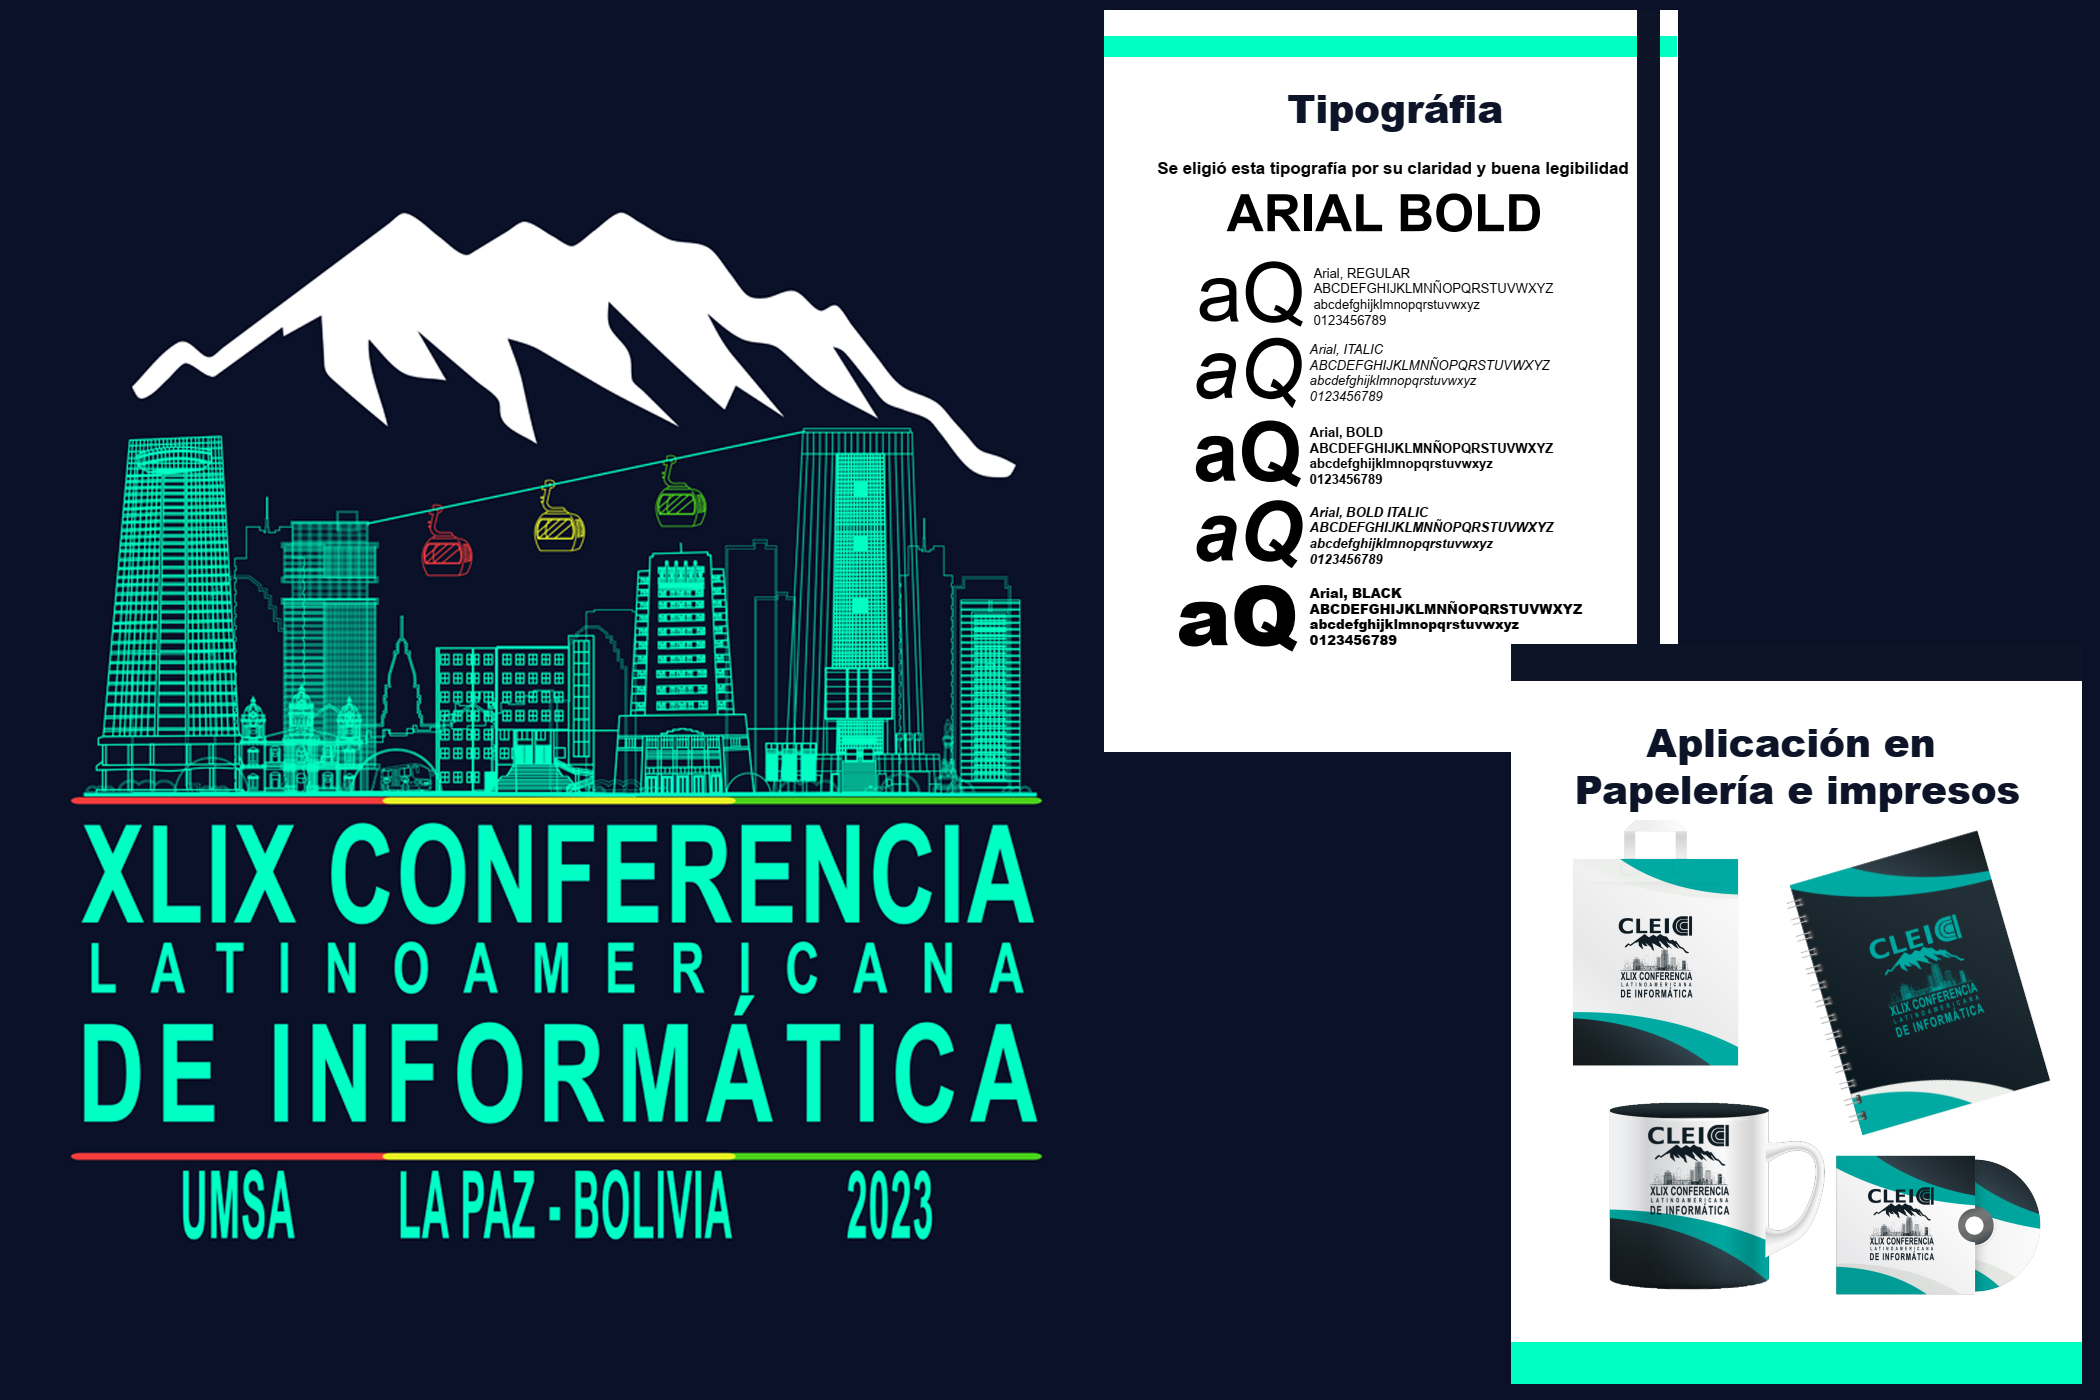 XLIX CONFERENCIA
LATINOAMERICANA
DE INFORMÁTICA
UMSA LA PAZ - BOLIVIA 2023
Tipográfia
Se eligió esta tipografía por su claridad y buena legibilidad
ARIAL BOLD
aQ
Arial, REGULAR
ABCDEFGHIJKLMNÑOPQRSTUVWXYZ
abcdefghijklmnopqrstuvwxyz
0123456789
aQ
Arial, ITALIC
ABCDEFGHIJKLMNÑOPQRSTUVWXYZ
abcdefghijklmnopqrstuvwxyz
0123456789
aQ
Arial, BOLD
ABCDEFGHIJKLMNÑOPQRSTUVWXYZ
abcdefghijklmnopqrstuvwxyz
0123456789
aQ
Arial, BOLD ITALIC
ABCDEFGHIJKLMNÑOPQRSTUVWXYZ
abcdefghijklmnopqrstuvwxyz
0123456789
aQ
Arial, BLACK
ABCDEFGHIJKLMNÑOPQRSTUVWXYZ
abcdefghijklmnopqrstuvwxyz
0123456789
Aplicación en
Papelería e impresos
CLEI
XLIX CONFERENCIA
LATINOAMERICANA
DE INFORMÁTICA
CLEI
XLIX CONFERENCIA
LATINOAMERICANA
DE INFORMÁTICA
CLEI
XLIX CONFERENCIA
LATINOAMERICANA
DE INFORMÁTICA
CLEI
XLIX CONFERENCIA
LATINOAMERICANA
DE INFORMÁTICA